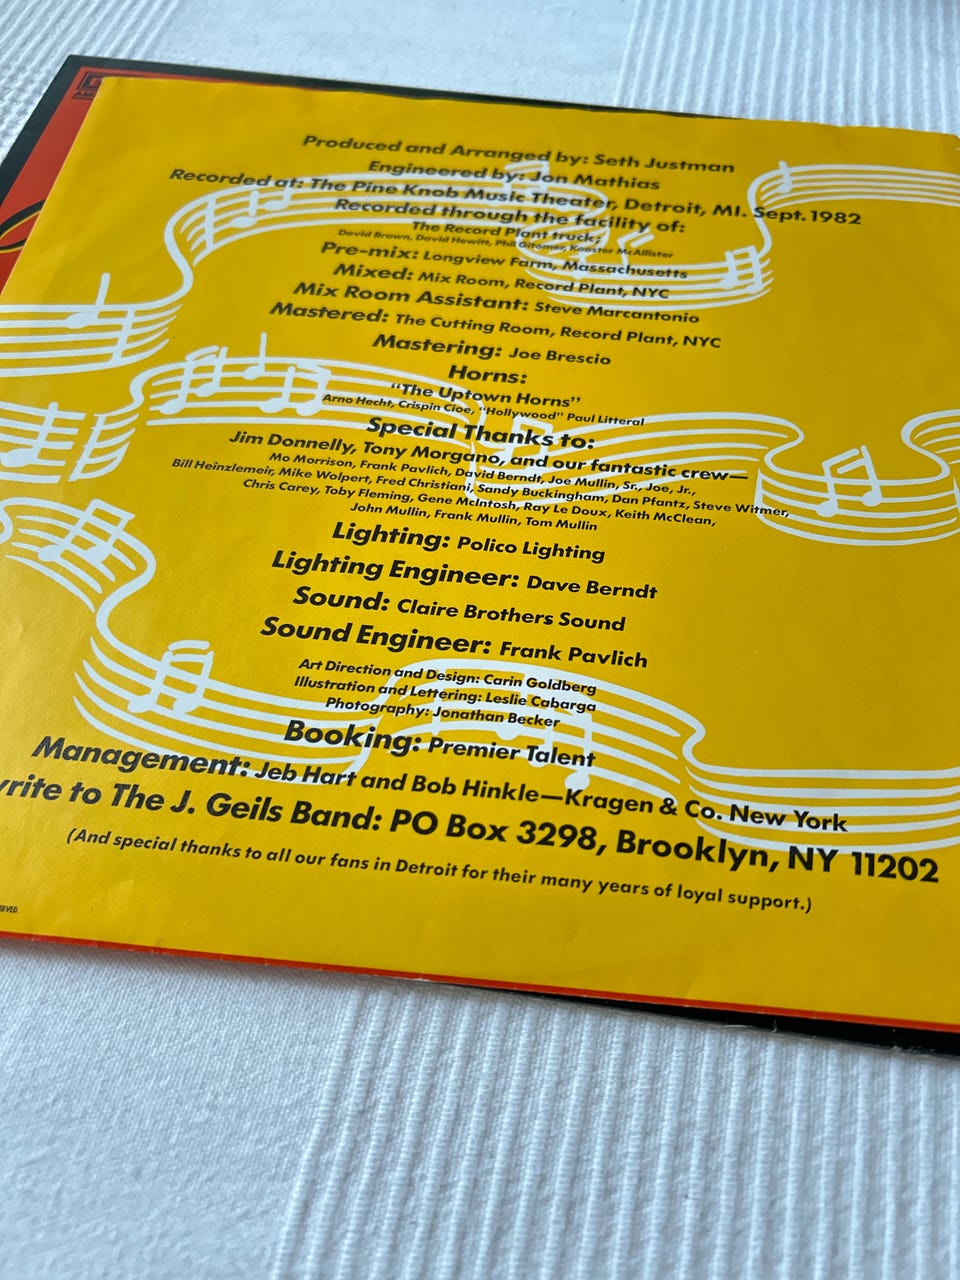 Produced and Arranged by: Seth Justman
Engineered by: Jon Mathias
Recorded at: The Pine Knob Music Theater, Detroit, MI. Sept. 1982
Recorded through the facility of:
The Record Plant truck;
David Brown, David Hewitt, Phil Gitomer, Kooster McAllister
Pre-mix: Longview Farm, Massachusetts
Mixed: Mix Room, Record Plant, NYC
Mix Room Assistant: Steve Marcantonio
Mastered: The Cutting Room, Record Plant, NYC
Mastering: Joe Brescio
Horns:
“The Uptown Horns”
Arno Hecht, Crispin Cioe, “Hollywood” Paul Litteral
Special Thanks to:
Jim Donnelly, Tony Morgano, and our fantastic crew—
Mo Morrison, Frank Pavlich, David Berndt, Joe Mullin, Sr., Joe, Jr.,
Bill Heinzlemeir, Mike Wolpert, Fred Christiani, Sandy Buckingham, Dan Pfantz, Steve Witmer,
Chris Carey, Toby Fleming, Gene McIntosh, Ray Le Doux, Keith McClean,
John Mullin, Frank Mullin, Tom Mullin
Lighting: Polico Lighting
Lighting Engineer: Dave Berndt
Sound: Claire Brothers Sound
Sound Engineer: Frank Pavlich
Art Direction and Design: Carin Goldberg
Illustration and Lettering: Leslie Cabarga
Photography: Jonathan Becker
Booking: Premier Talent
Management: Jeb Hart and Bob Hinkle—Kragen & Co. New York
rite to The J. Geils Band: PO Box 3298, Brooklyn, NY 11202
(And special thanks to all our fans in Detroit for their many years of loyal support.)